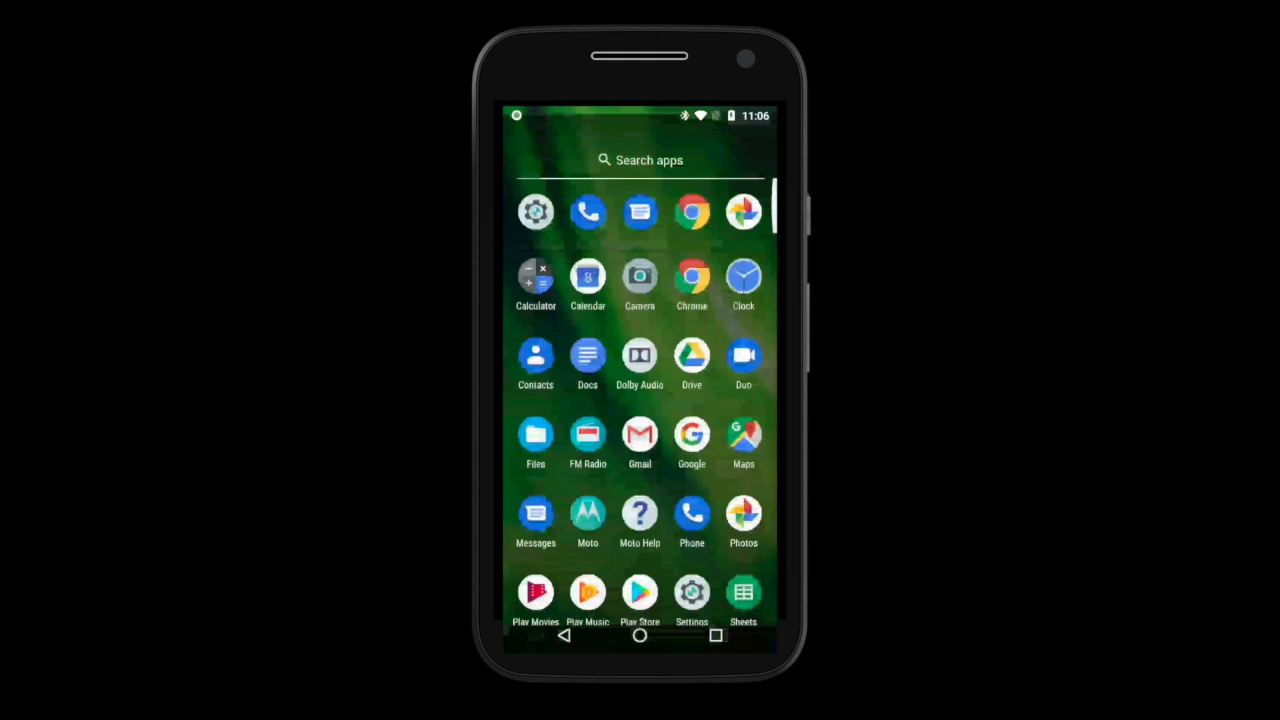 11:06
Search apps
8
Calculator Calendar Camera Chrome Clock
Contacts Docs Dolby Audio Drive Duo
G
Files FM Radio Gmail Google Maps
Messages Moto Moto Help Phone Photos
Play Movies Play Music Play Store Settings Sheets